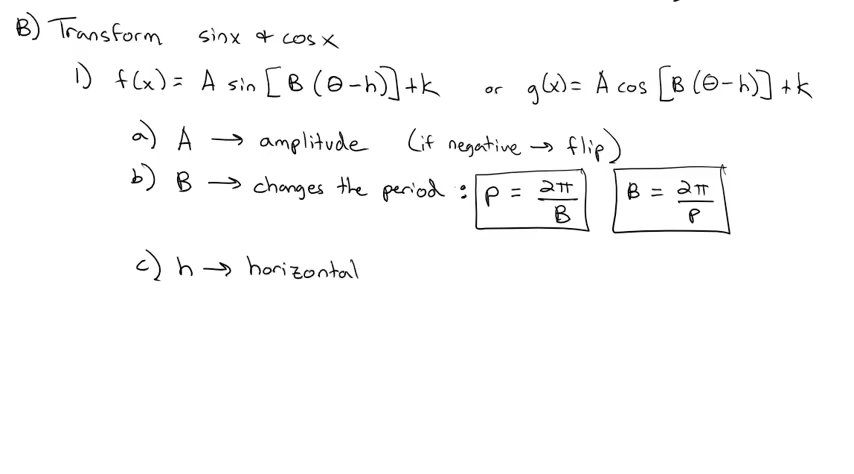 B) Transform sinx & cosx
1) f(x) = A sin [B (θ-h)] + k or g(x) = A cos [B (θ-h)] + k
a) A → amplitude (if negative → flip)
b) B → changes the period : P = 2π/B B = 2π/P
c) h → horizontal